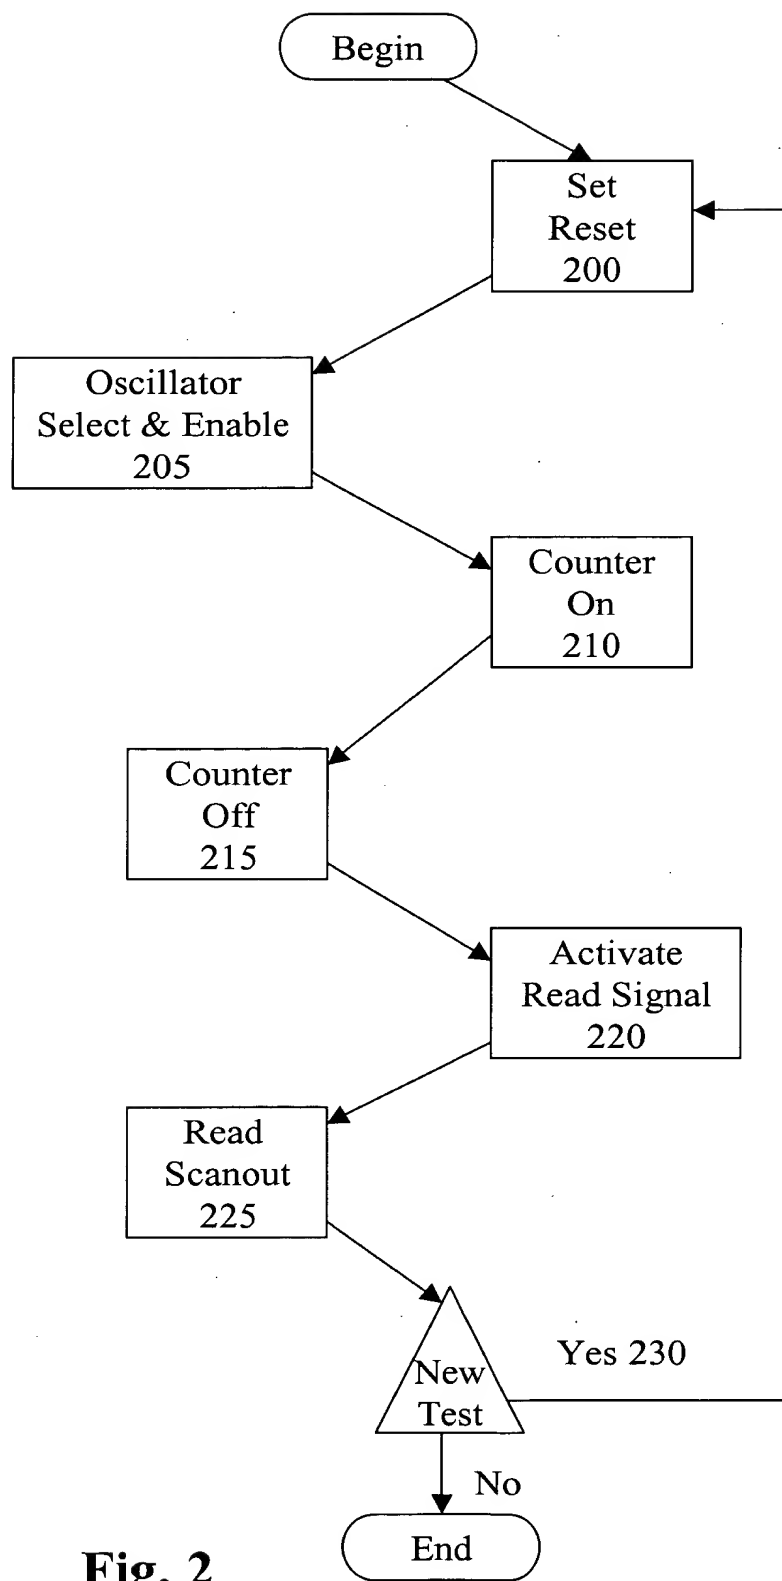 Begin
Set
Reset
200
Oscillator
Select & Enable
205
Counter
On
210
Counter
Off
215
Activate
Read Signal
220
Read
Scanout
225
New
Test
Yes 230
No
End
Fig. 2